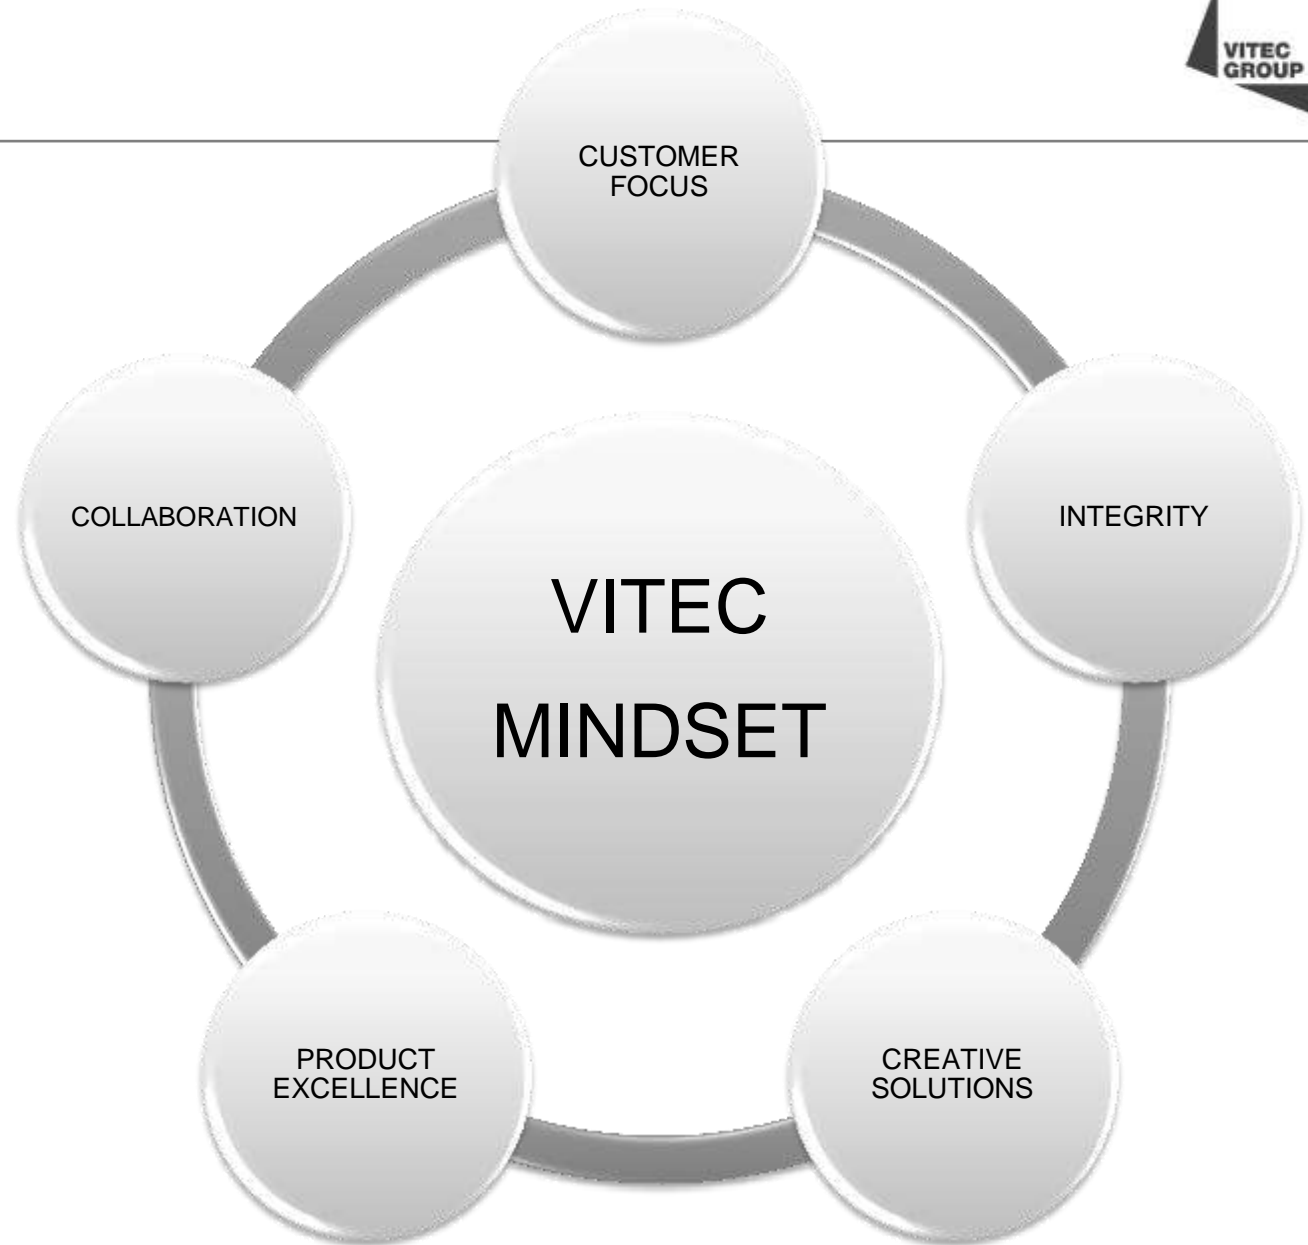 VITEC
GROUP
CUSTOMER
FOCUS
COLLABORATION
INTEGRITY
VITEC
MINDSET
PRODUCT
EXCELLENCE
CREATIVE
SOLUTIONS